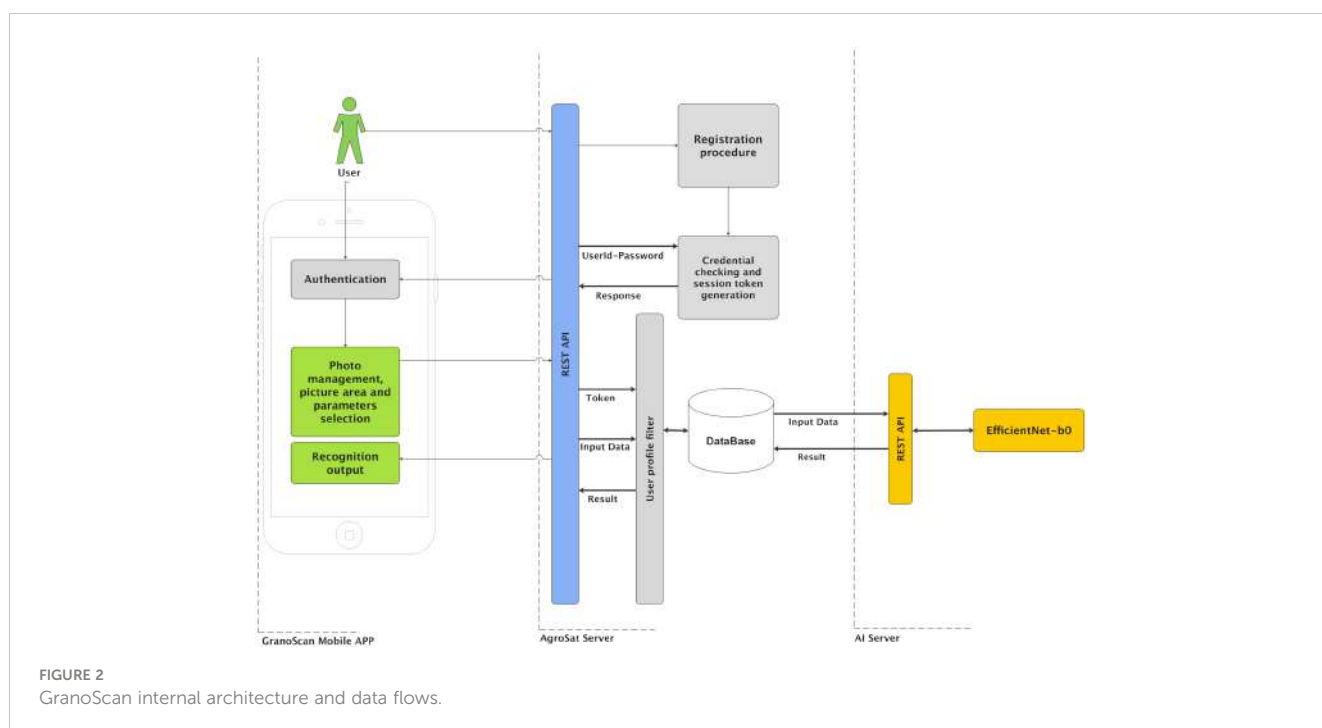 User
Registration
procedure
UserId-Password
Credential
checking and
session token
generation
Response
Authentication
REST API
Photo
management,
picture area and
parameters
selection
Token
User profile filter
Input Data
DataBase
Input Data
Result
REST API
EfficientNet-b0
Recognition
output
Result
GranoScan Mobile APP
AgroSat Server
AI Server
FIGURE 2
GranoScan internal architecture and data flows.